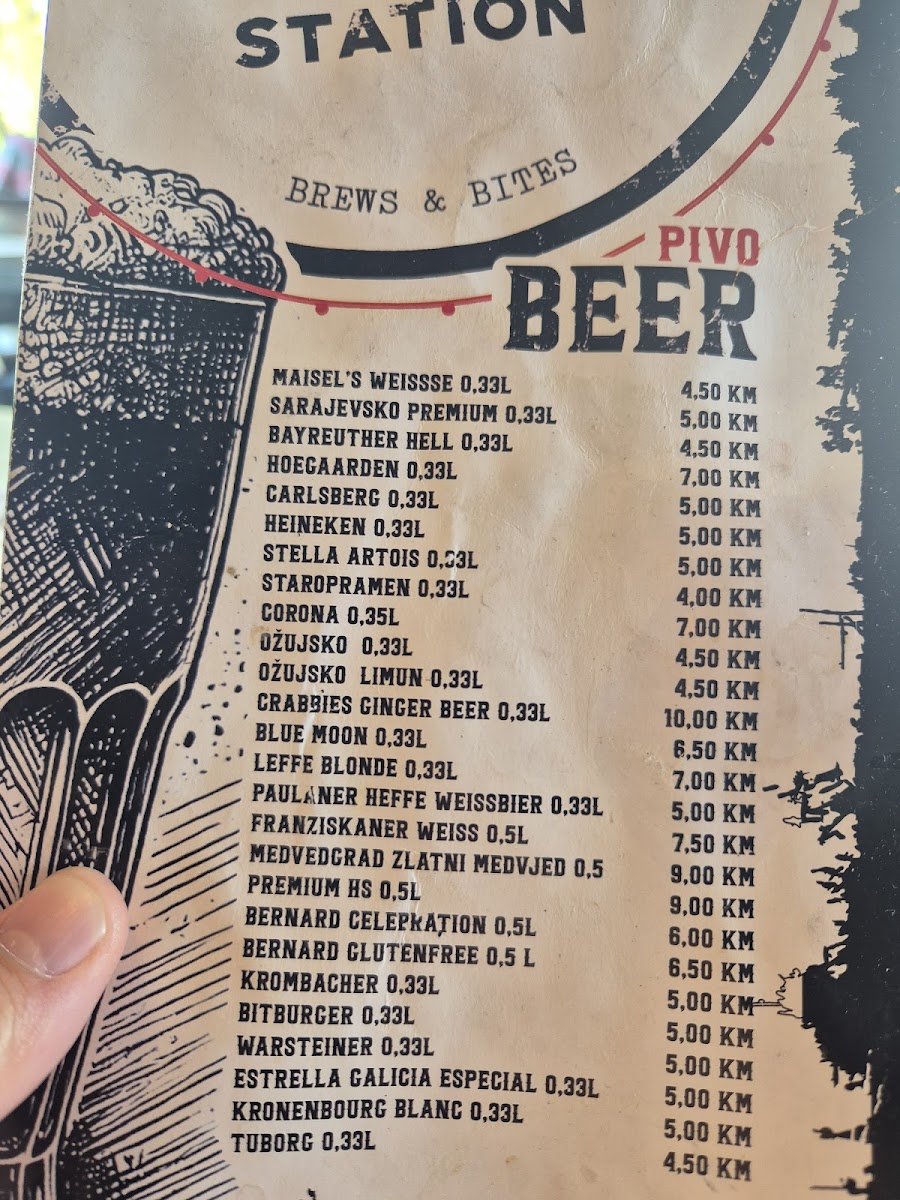 STATION
BREWS & BITES
PIVO
BEER
MAISEL'S WEISSSE 0,33L 4,50 KM
SARAJEVSKO PREMIUM 0,33L 5,00 KM
BAYREUTHER HELL 0,33L 4,50 KM
HOEGAARDEN 0,33L 7,00 KM
CARLSBERG 0,33L 5,00 KM
HEINEKEN 0,33L 5,00 KM
STELLA ARTOIS 0,33L 5,00 KM
STAROPRAMEN 0,33L 4,00 KM
CORONA 0,35L 7,00 KM
OŽUJSKO 0,33L 4,50 KM
OŽUJSKO LIMUN 0,33L 4,50 KM
CRABBIES GINGER BEER 0,33L 10,00 KM
BLUE MOON 0,33L 6,50 KM
LEFFE BLONDE 0,33L 7,00 KM
PAULANER HEFFE WEISSBIER 0,33L 5,00 KM
FRANZISKANER WEISS 0,5L 7,50 KM
MEDVEDGRAD ZLATNI MEDVJED 0,5 9,00 KM
PREMIUM HS 0,5L 9,00 KM
BERNARD CELEPRATION 0,5L 6,00 KM
BERNARD GLUTENFREE 0,5 L 6,50 KM
KROMBACHER 0,33L 5,00 KM
BITBURGER 0,33L 5,00 KM
WARSTEINER 0,33L 5,00 KM
ESTRELLA GALICIA ESPECIAL 0,33L 5,00 KM
KRONENBOURG BLANC 0,33L 5,00 KM
TUBORG 0,33L 4,50 KM